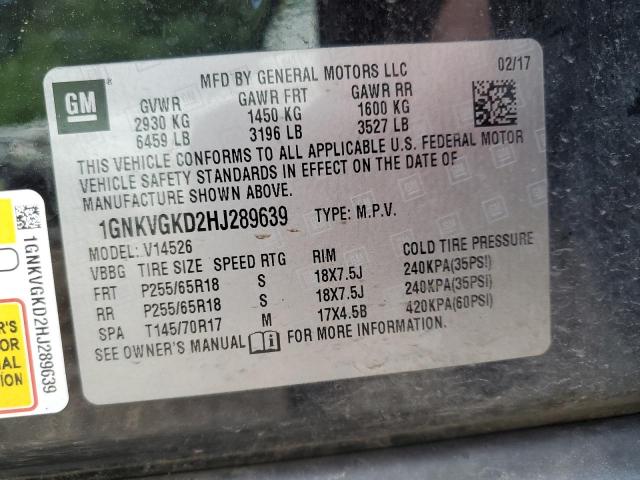 GM
MFD BY GENERAL MOTORS LLC 02/17
GVWR GAWR FRT GAWR RR
2930 KG 1450 KG 1600 KG
6459 LB 3196 LB 3527 LB
THIS VEHICLE CONFORMS TO ALL APPLICABLE U.S. FEDERAL MOTOR
VEHICLE SAFETY STANDARDS IN EFFECT ON THE DATE OF
MANUFACTURE SHOWN ABOVE.
1GNKVGKD2HJ289639 TYPE: M.P.V.
MODEL: V14526
VBBG TIRE SIZE SPEED RTG RIM COLD TIRE PRESSURE
FRT P255/65R18 S 18X7.5J 240KPA(35PSI)
RR P255/65R18 S 18X7.5J 240KPA(35PSI)
SPA T145/70R17 M 17X4.5B 420KPA(60PSI)
SEE OWNER'S MANUAL FOR MORE INFORMATION.
1GNKVGKD2HJ289639